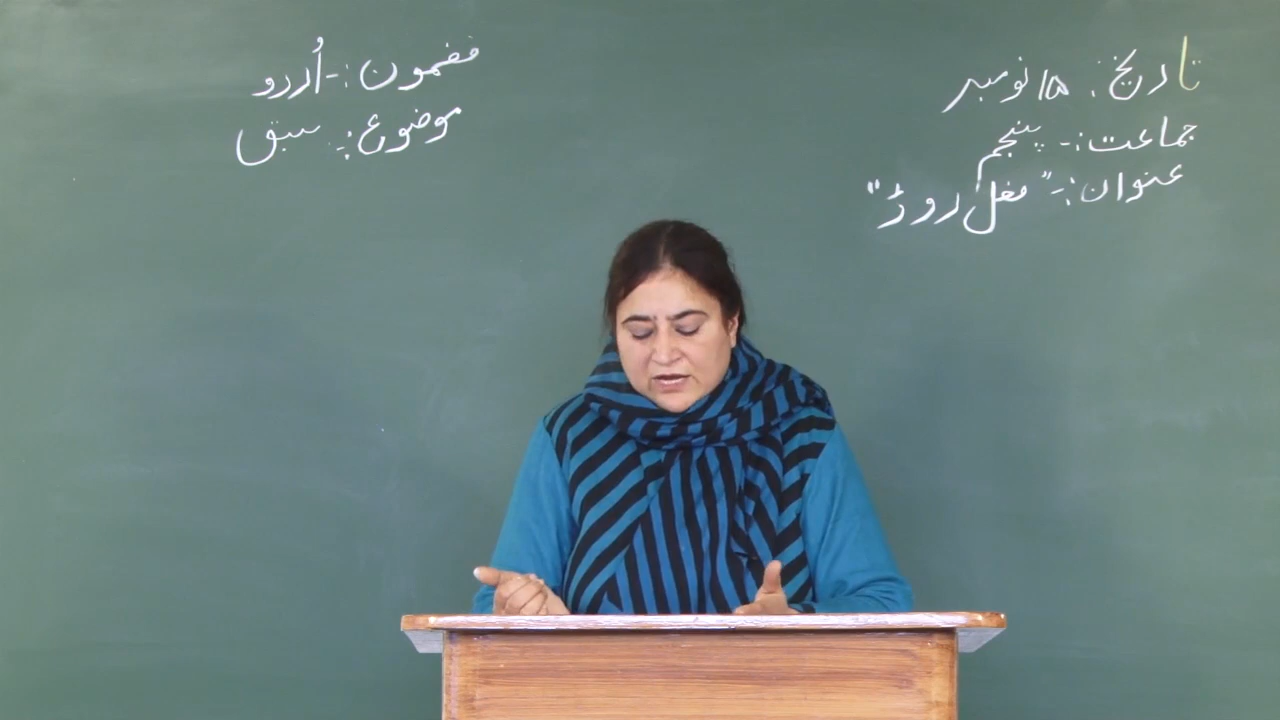 تاریخ: ۱۵ نومبر
جماعت:- پنجم
عنوان:- "مغل روڈ"
مضمون:- اُردو
موضوع:- سبق